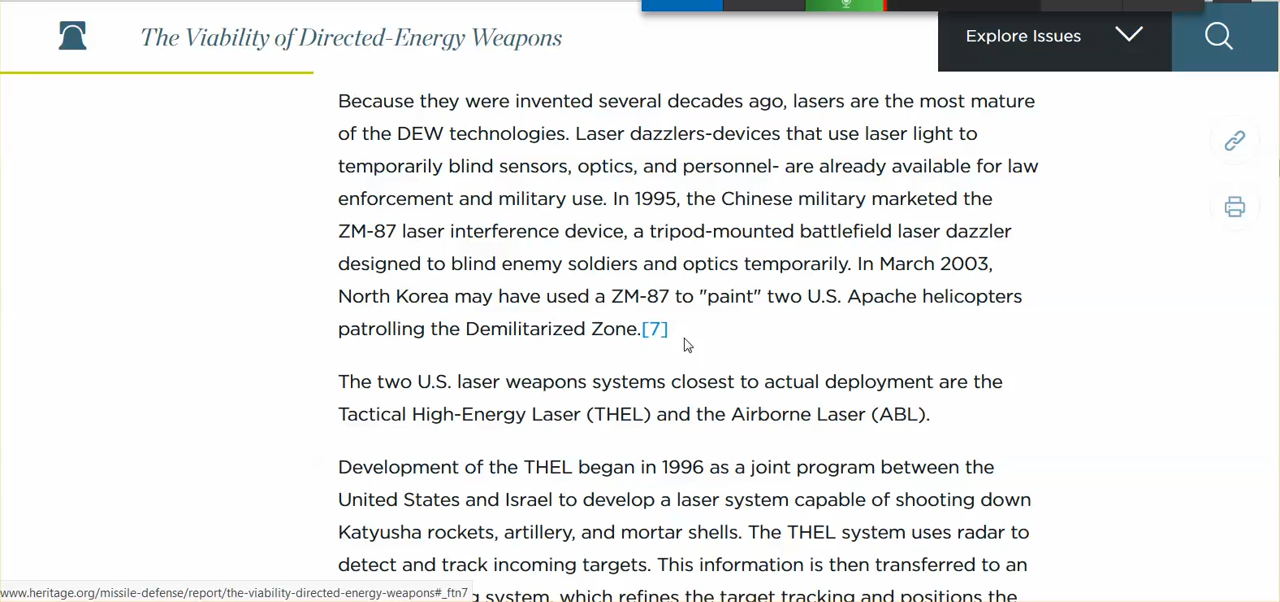 The Viability of Directed-Energy Weapons
Explore Issues
Because they were invented several decades ago, lasers are the most mature
of the DEW technologies. Laser dazzlers-devices that use laser light to
temporarily blind sensors, optics, and personnel- are already available for law
enforcement and military use. In 1995, the Chinese military marketed the
ZM-87 laser interference device, a tripod-mounted battlefield laser dazzler
designed to blind enemy soldiers and optics temporarily. In March 2003,
North Korea may have used a ZM-87 to "paint" two U.S. Apache helicopters
patrolling the Demilitarized Zone.[7]
The two U.S. laser weapons systems closest to actual deployment are the
Tactical High-Energy Laser (THEL) and the Airborne Laser (ABL).
Development of the THEL began in 1996 as a joint program between the
United States and Israel to develop a laser system capable of shooting down
Katyusha rockets, artillery, and mortar shells. The THEL system uses radar to
detect and track incoming targets. This information is then transferred to an
system, which refines the target tracking and positions the
www.heritage.org/missile-defense/report/the-viability-directed-energy-weapons#_ftn7